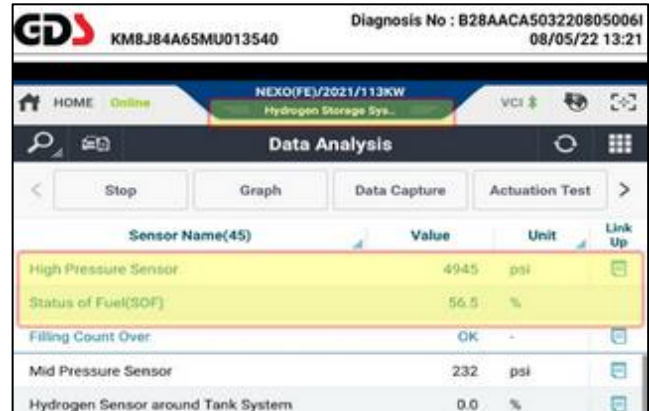 GDS KM8J84A65MU013540 Diagnosis No : B28AACA503220805006I
08/05/22 13:21
NEXO(FE)/2021/113KW
HOME Online Hydrogen Storage Sys.. VCI
Data Analysis
Stop Graph Data Capture Actuation Test
Sensor Name(45) Value Unit Link Up
High Pressure Sensor 4945 psi
Status of Fuel(SOF) 56.5 %
Filling Count Over OK -
Mid Pressure Sensor 232 psi
Hydrogen Sensor around Tank System 0.0 %